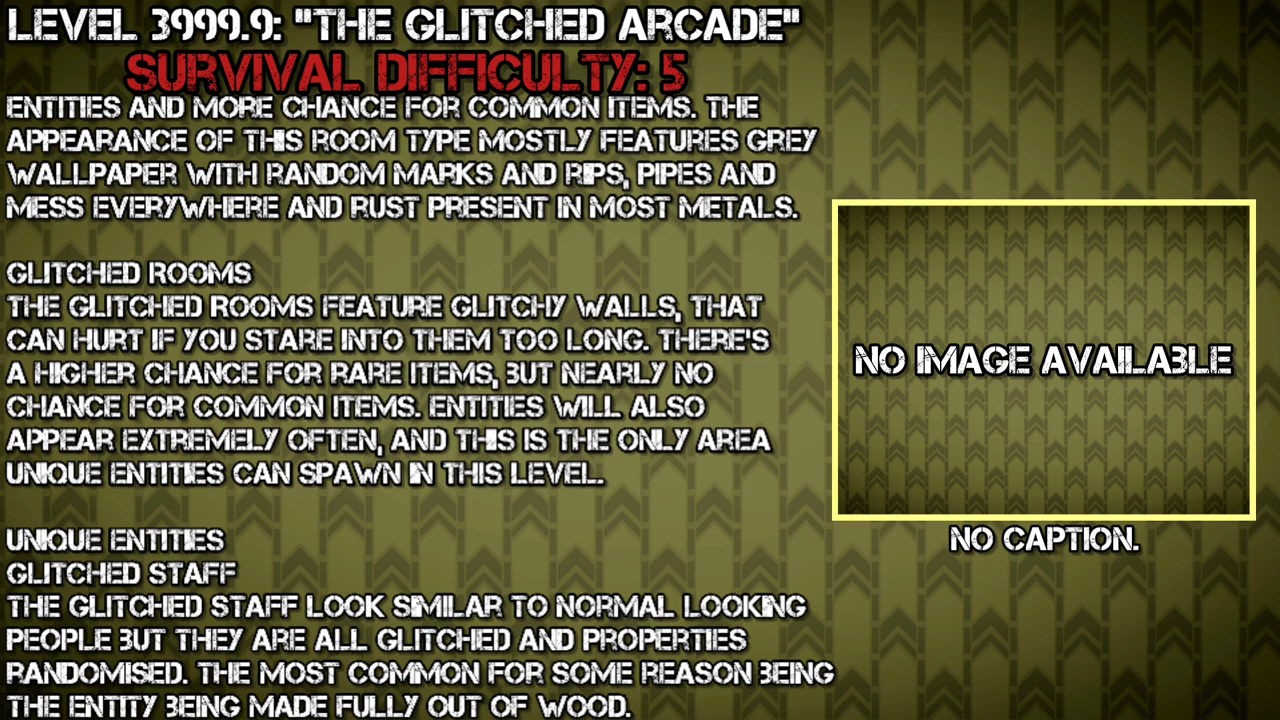 LEVEL 3999.9: "THE GLITCHED ARCADE"
SURVIVAL DIFFICULTY: 5
ENTITIES AND MORE CHANCE FOR COMMON ITEMS. THE
APPEARANCE OF THIS ROOM TYPE MOSTLY FEATURES GREY
WALLPAPER WITH RANDOM MARKS AND RIPS, PIPES AND
MESS EVERYWHERE AND RUST PRESENT IN MOST METALS.
GLITCHED ROOMS
THE GLITCHED ROOMS FEATURE GLITCHY WALLS, THAT
CAN HURT IF YOU STARE INTO THEM TOO LONG. THERE'S
A HIGHER CHANCE FOR RARE ITEMS, BUT NEARLY NO
CHANCE FOR COMMON ITEMS. ENTITIES WILL ALSO
APPEAR EXTREMELY OFTEN, AND THIS IS THE ONLY AREA
UNIQUE ENTITIES CAN SPAWN IN THIS LEVEL.
UNIQUE ENTITIES
GLITCHED STAFF
THE GLITCHED STAFF LOOK SIMILAR TO NORMAL LOOKING
PEOPLE BUT THEY ARE ALL GLITCHED AND PROPERTIES
RANDOMISED. THE MOST COMMON FOR SOME REASON BEING
THE ENTITY BEING MADE FULLY OUT OF WOOD.
NO IMAGE AVAILABLE
NO CAPTION.